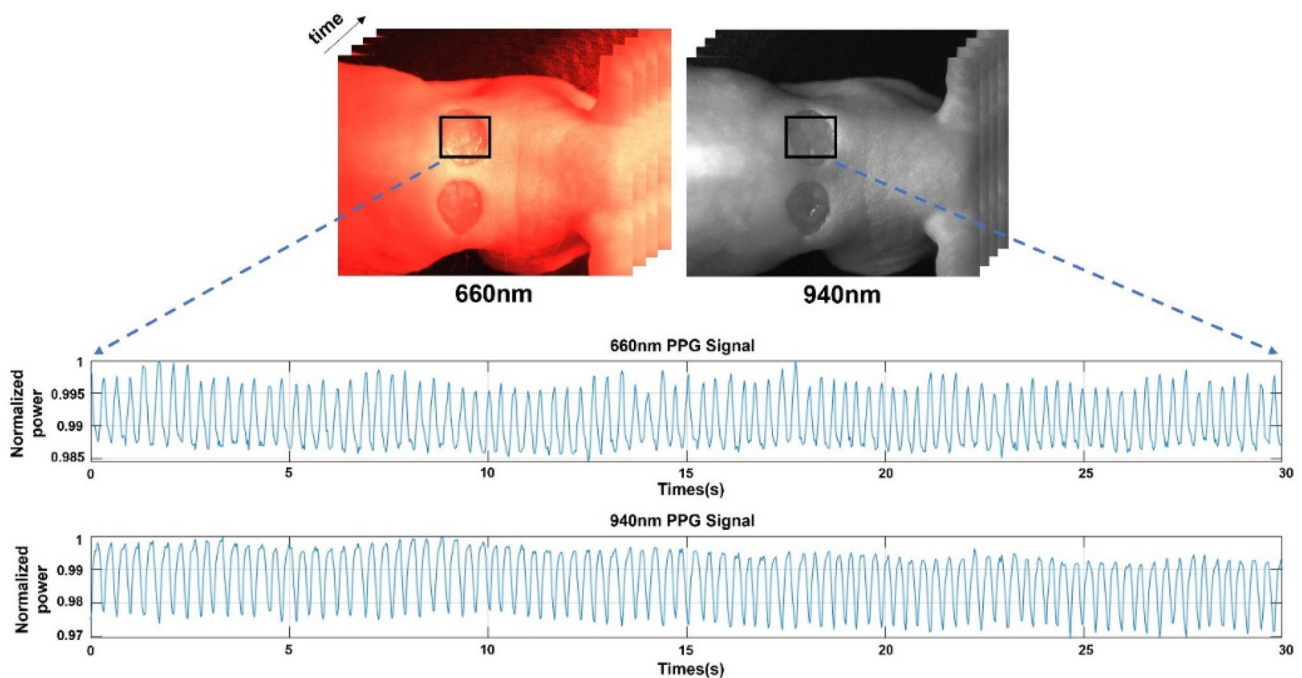 time
660nm
940nm
660nm PPG Signal
Normalized
power
1
0.995
0.99
0.985
0
5
10
15
20
25
30
Times(s)
940nm PPG Signal
Normalized
power
1
0.99
0.98
0.97
0
5
10
15
20
25
30
Times(s)